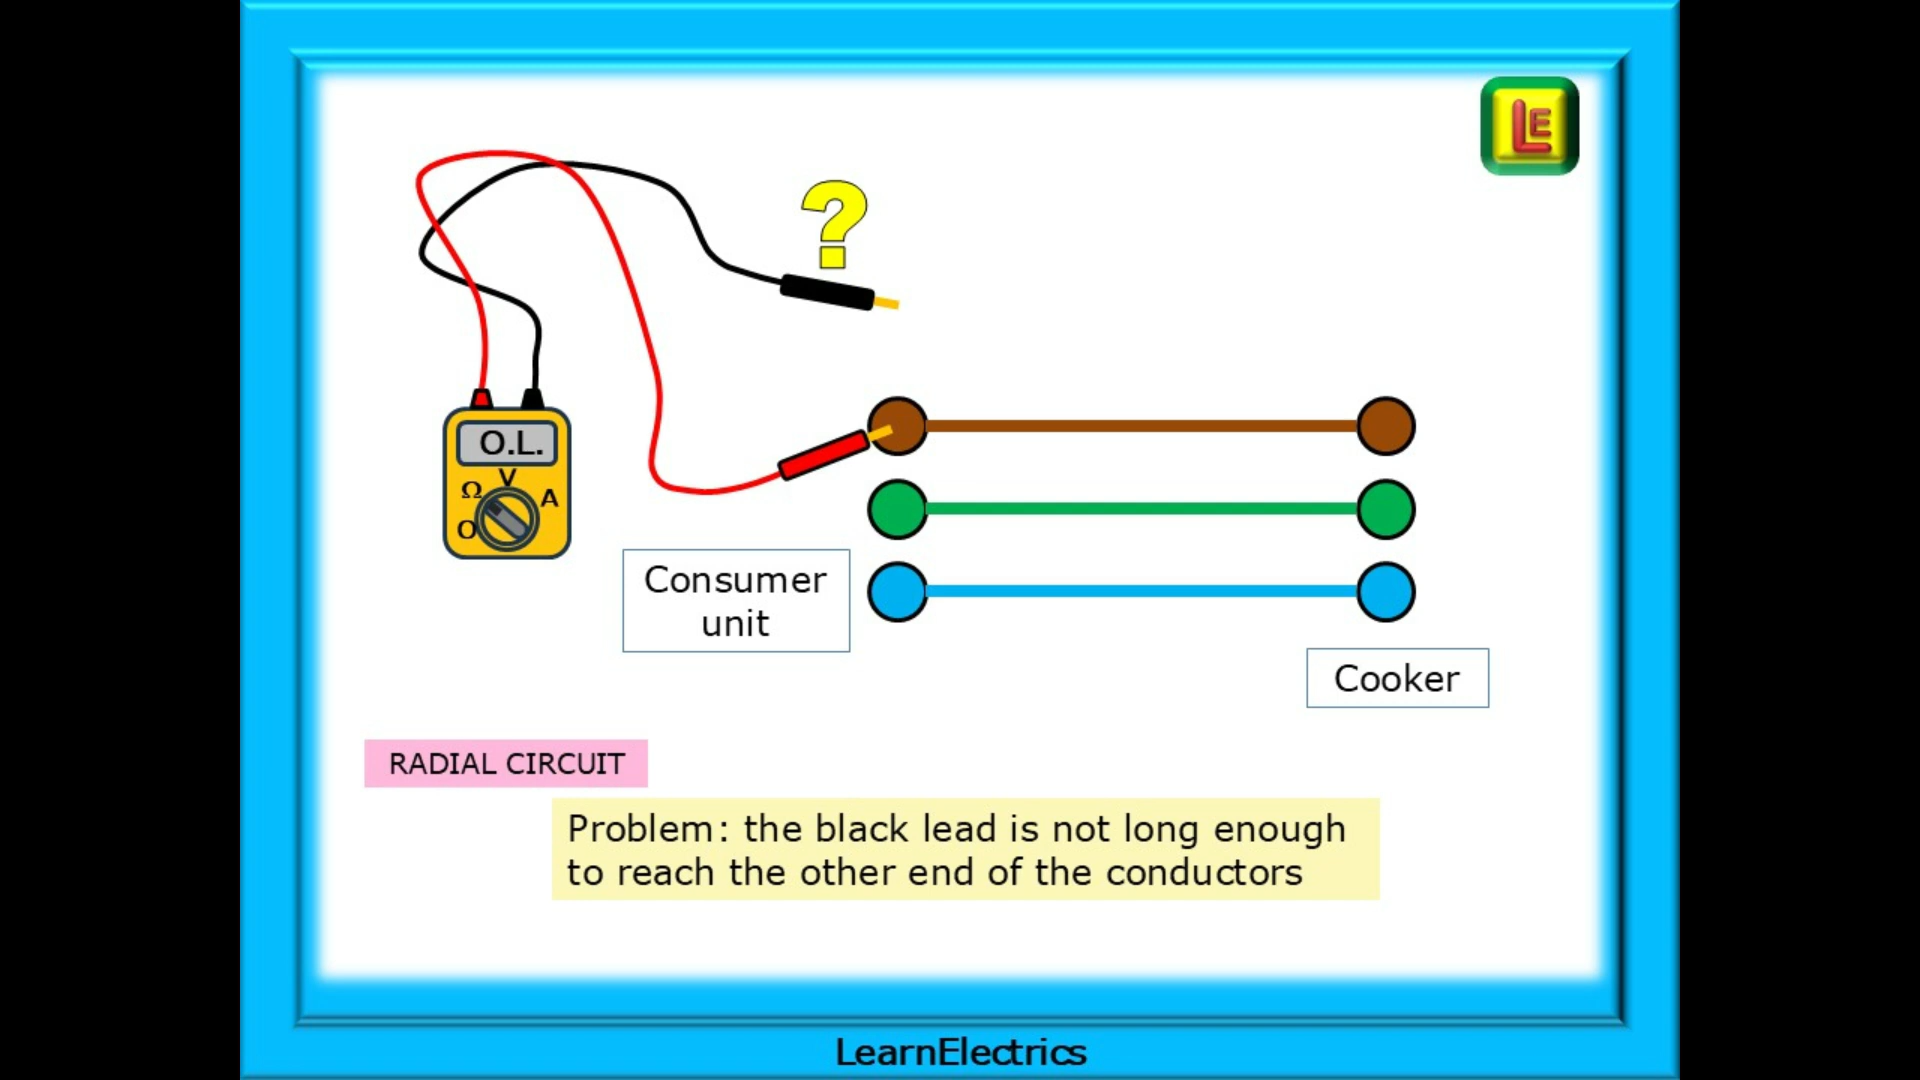 LE
?
O.L.
V
Ω
A
O
Consumer
unit
Cooker
RADIAL CIRCUIT
Problem: the black lead is not long enough
to reach the other end of the conductors
LearnElectrics